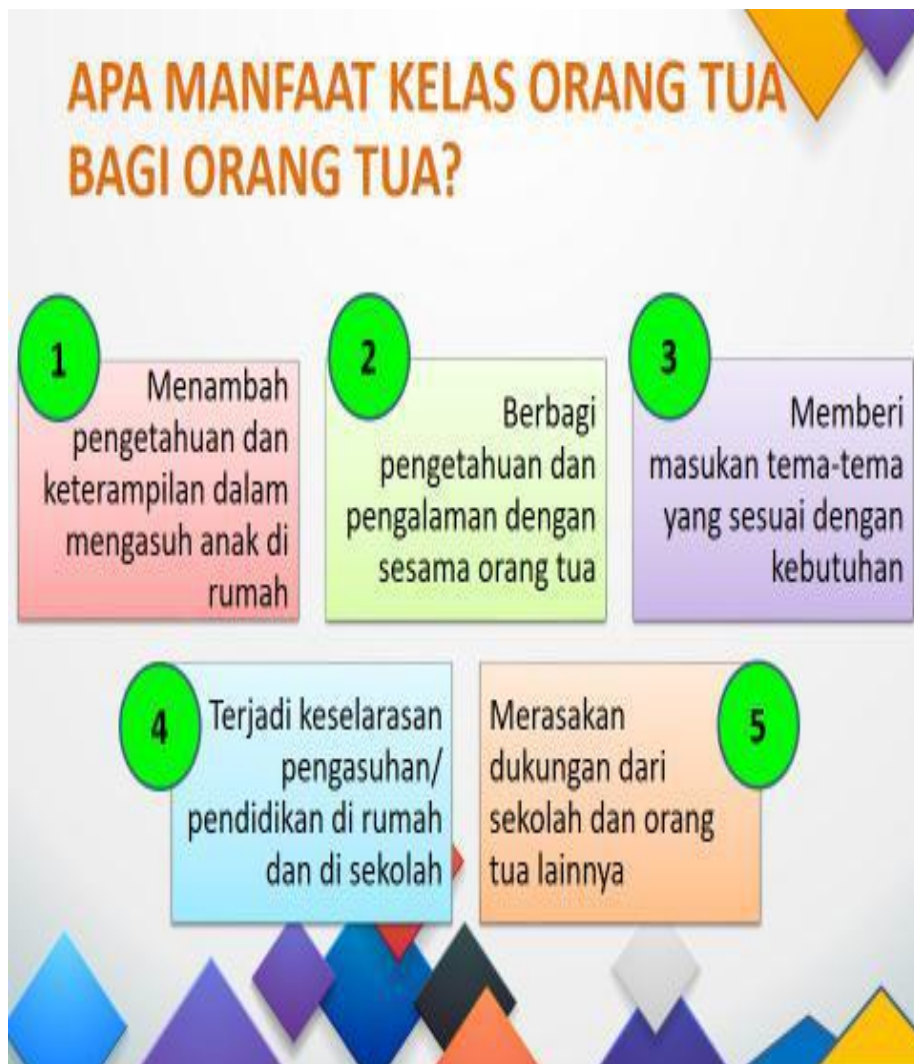 APA MANFAAT KELAS ORANG TUA
BAGI ORANG TUA?
1
Menambah
pengetahuan dan
keterampilan dalam
mengasuh anak di
rumah
2
Berbagi
pengetahuan dan
pengalaman dengan
sesama orang tua
3
Memberi
masukan tema-tema
yang sesuai dengan
kebutuhan
4
Terjadi keselarasan
pengasuhan/
pendidikan di rumah
dan di sekolah
5
Merasakan
dukungan dari
sekolah dan orang
tua lainnya